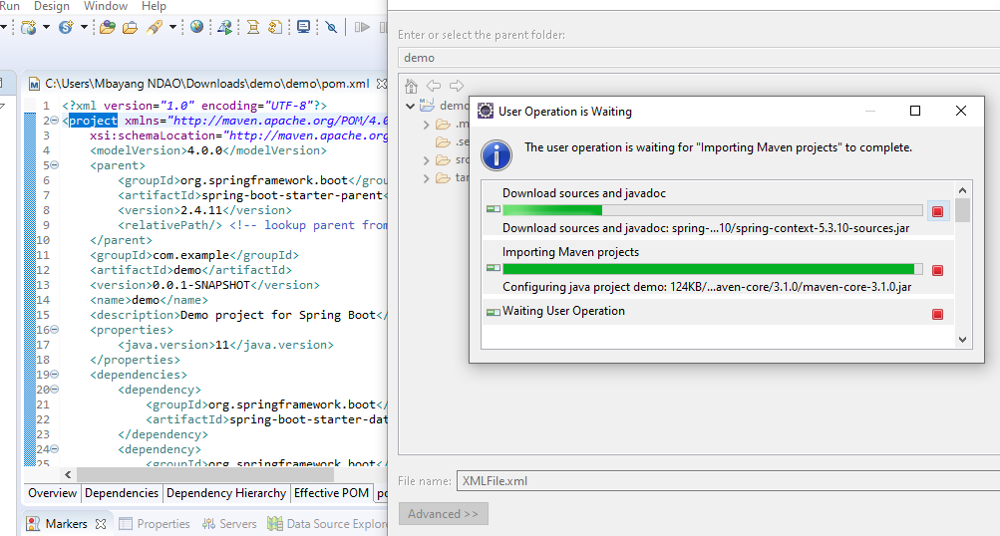 Run Design Window Help
C:\Users\Mbayang NDAO\Downloads\demo\demo\pom.xml
1 <?xml version="1.0" encoding="UTF-8"?>
2 <project xmlns="http://maven.apache.org/POM/4.0
3 xsi:schemaLocation="http://maven.apache.org
4 <modelVersion>4.0.0</modelVersion>
5 <parent>
6 <groupId>org.springframework.boot</grou
7 <artifactId>spring-boot-starter-parent<
8 <version>2.4.11</version>
9 <relativePath/> <!-- lookup parent from
10 </parent>
11 <groupId>com.example</groupId>
12 <artifactId>demo</artifactId>
13 <version>0.0.1-SNAPSHOT</version>
14 <name>demo</name>
15 <description>Demo project for Spring Boot</
16 <properties>
17 <java.version>11</java.version>
18 </properties>
19 <dependencies>
20 <dependency>
21 <groupId>org.springframework.boot</
22 <artifactId>spring-boot-starter-dat
23 </dependency>
24 <dependency>
25 <groupId>org.springframework.boot</
Overview Dependencies Dependency Hierarchy Effective POM po
Markers Properties Servers Data Source Explore
Enter or select the parent folder:
demo
demo
.m
.se
src
tar
File name: XMLFile.xml
Advanced >>
User Operation is Waiting
The user operation is waiting for "Importing Maven projects" to complete.
Download sources and javadoc
Download sources and javadoc: spring-...10/spring-context-5.3.10-sources.jar
Importing Maven projects
Configuring java project demo: 124KB/...aven-core/3.1.0/maven-core-3.1.0.jar
Waiting User Operation